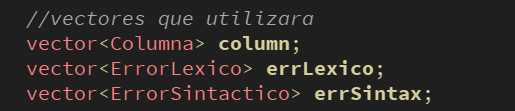 //vectores que utilizara
vector<Columna> column;
vector<ErrorLexico> errLexico;
vector<ErrorSintactico> errSintax;